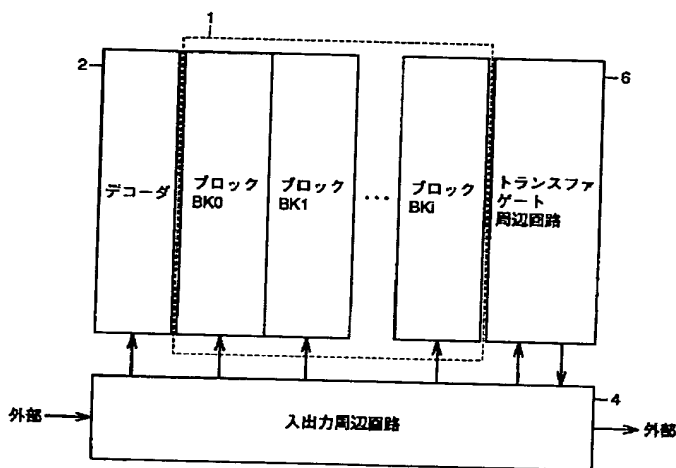 1
2
6
デコーダ
ブロック
BK0
ブロック
BK1
...
ブロック
BKi
トランスファ
ゲート
周辺回路
4
外部
入出力周辺回路
外部